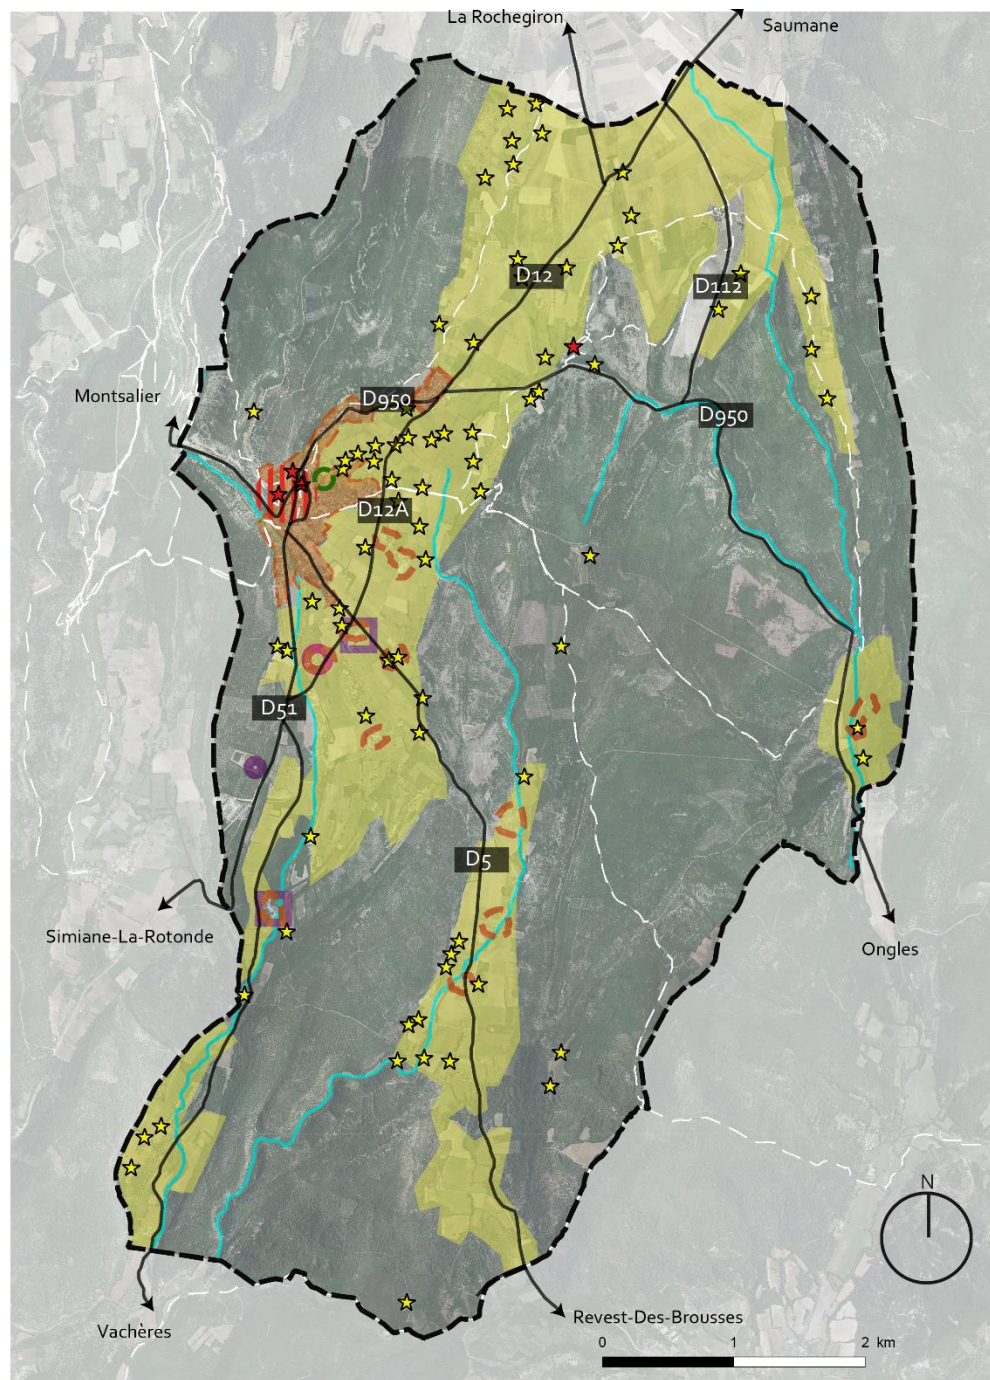 La Rochegiron
Saumane
D12
D112
Montsalier
D950
D950
D12A
D51
D5
Simiane-La-Rotonde
Ongles
N
Revest-Des-Brousses
Vachères
0 1 2 km